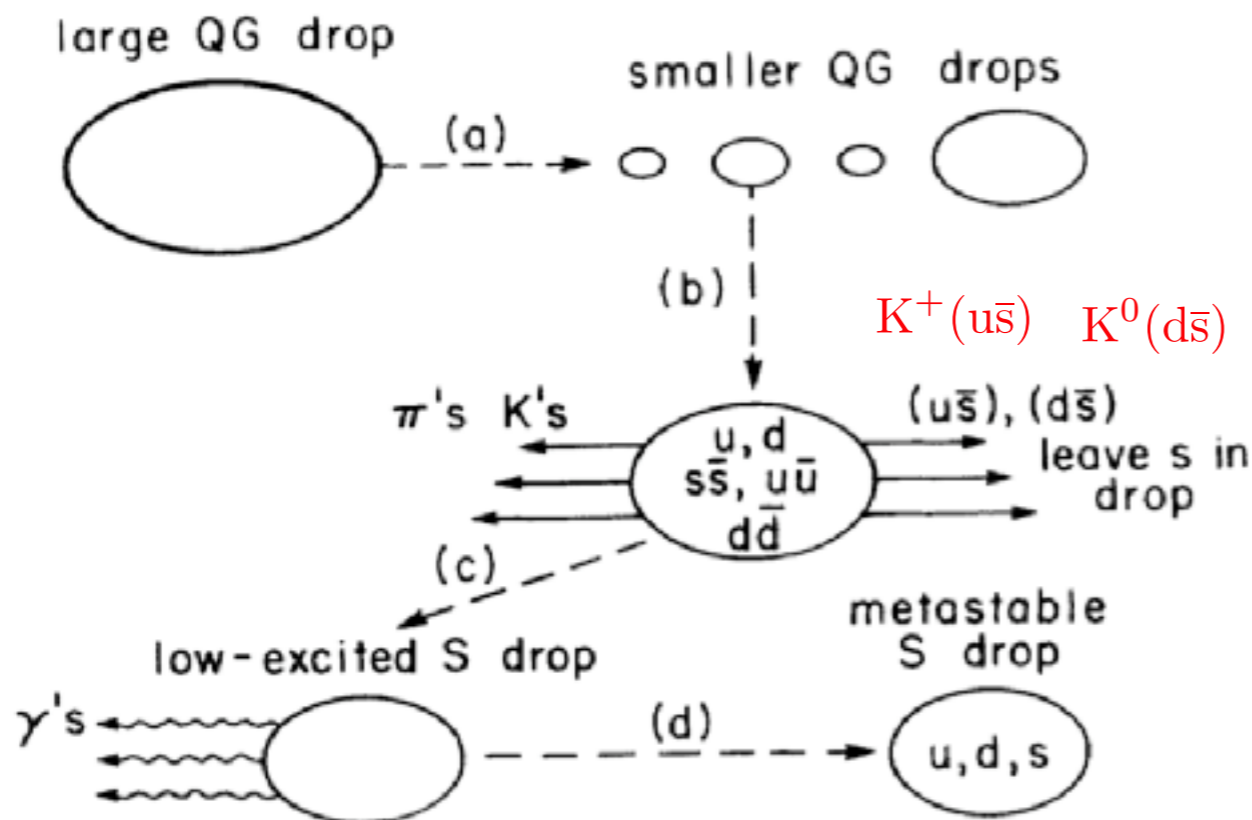 large QG drop
smaller QG drops
(a)
(b)
K⁺(us̄) K⁰(ds̄)
π's K's
(us̄), (ds̄)
leave s in
drop
u, d
ss̄, uū
dd̄
(c)
metastable
S drop
low-excited S drop
γ's
(d)
u, d, s